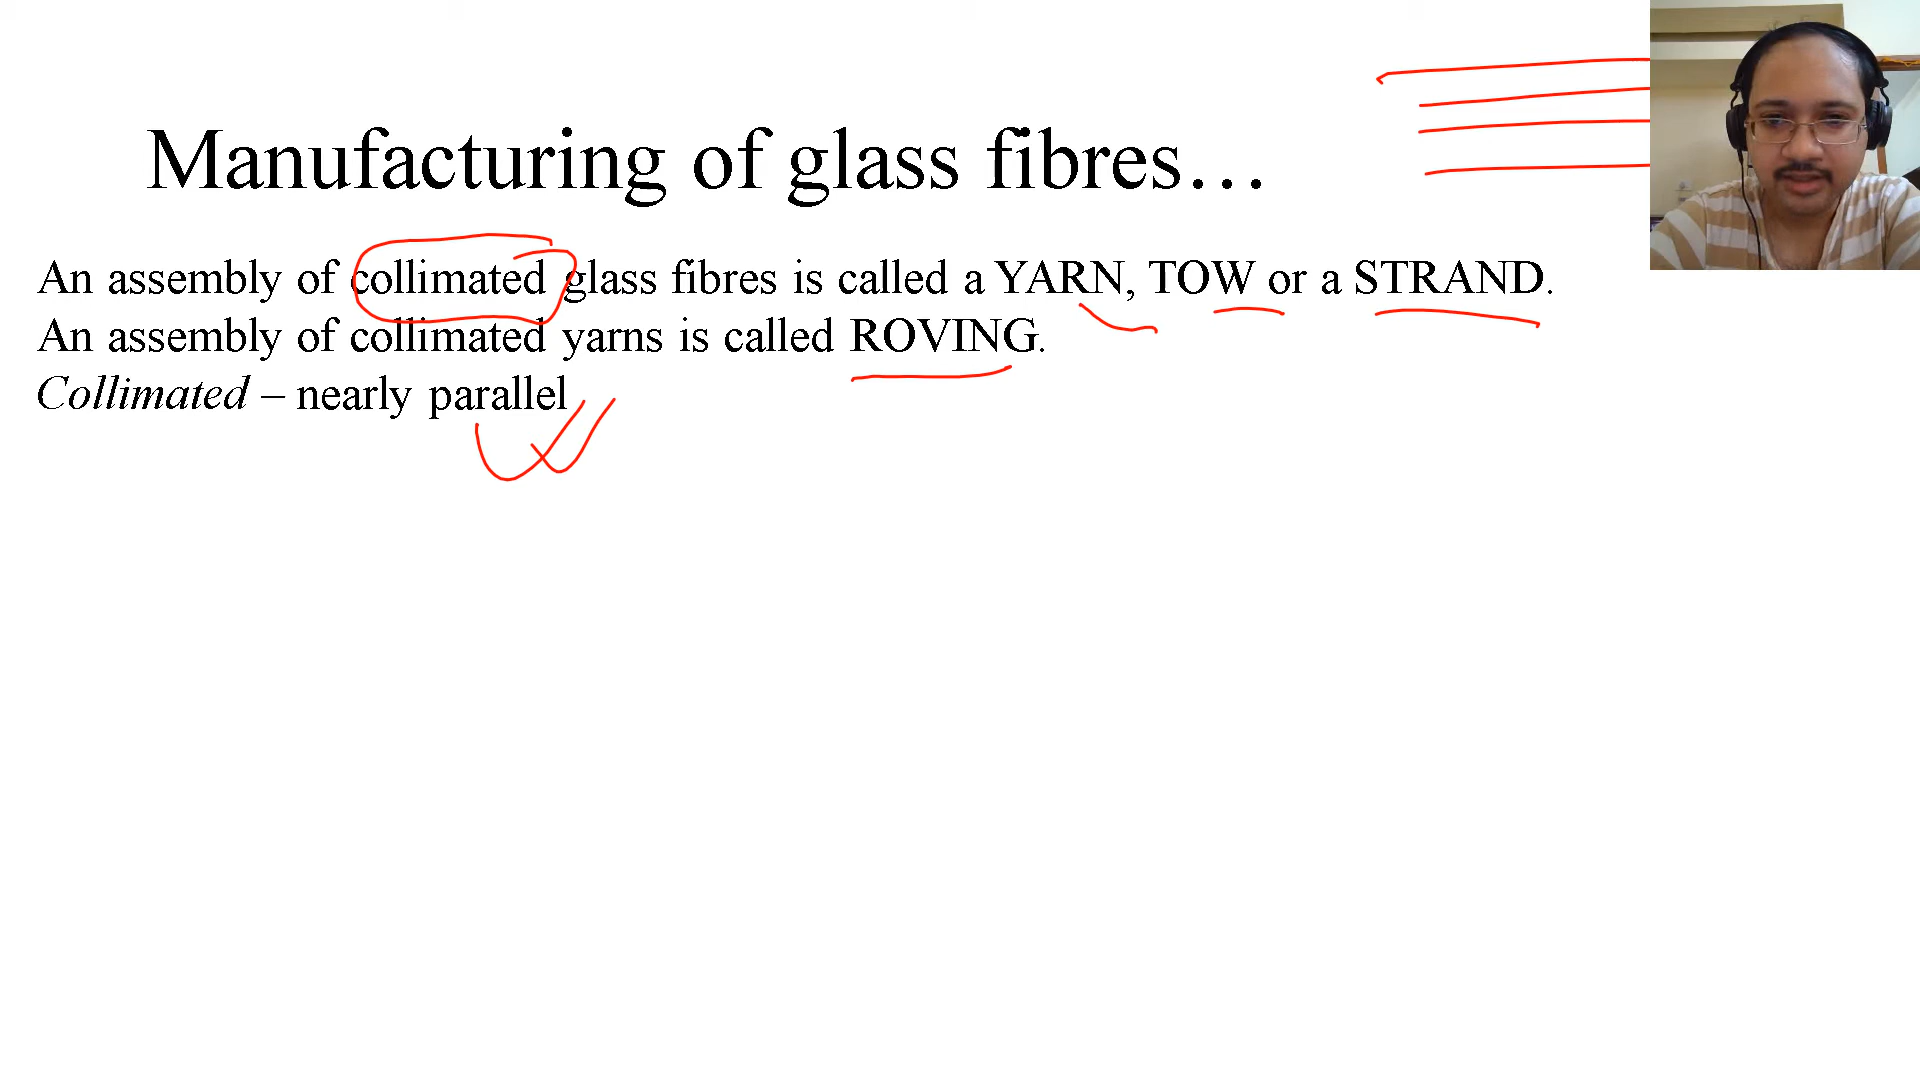 Manufacturing of glass fibres…
An assembly of collimated glass fibres is called a YARN, TOW or a STRAND.
An assembly of collimated yarns is called ROVING.
Collimated – nearly parallel